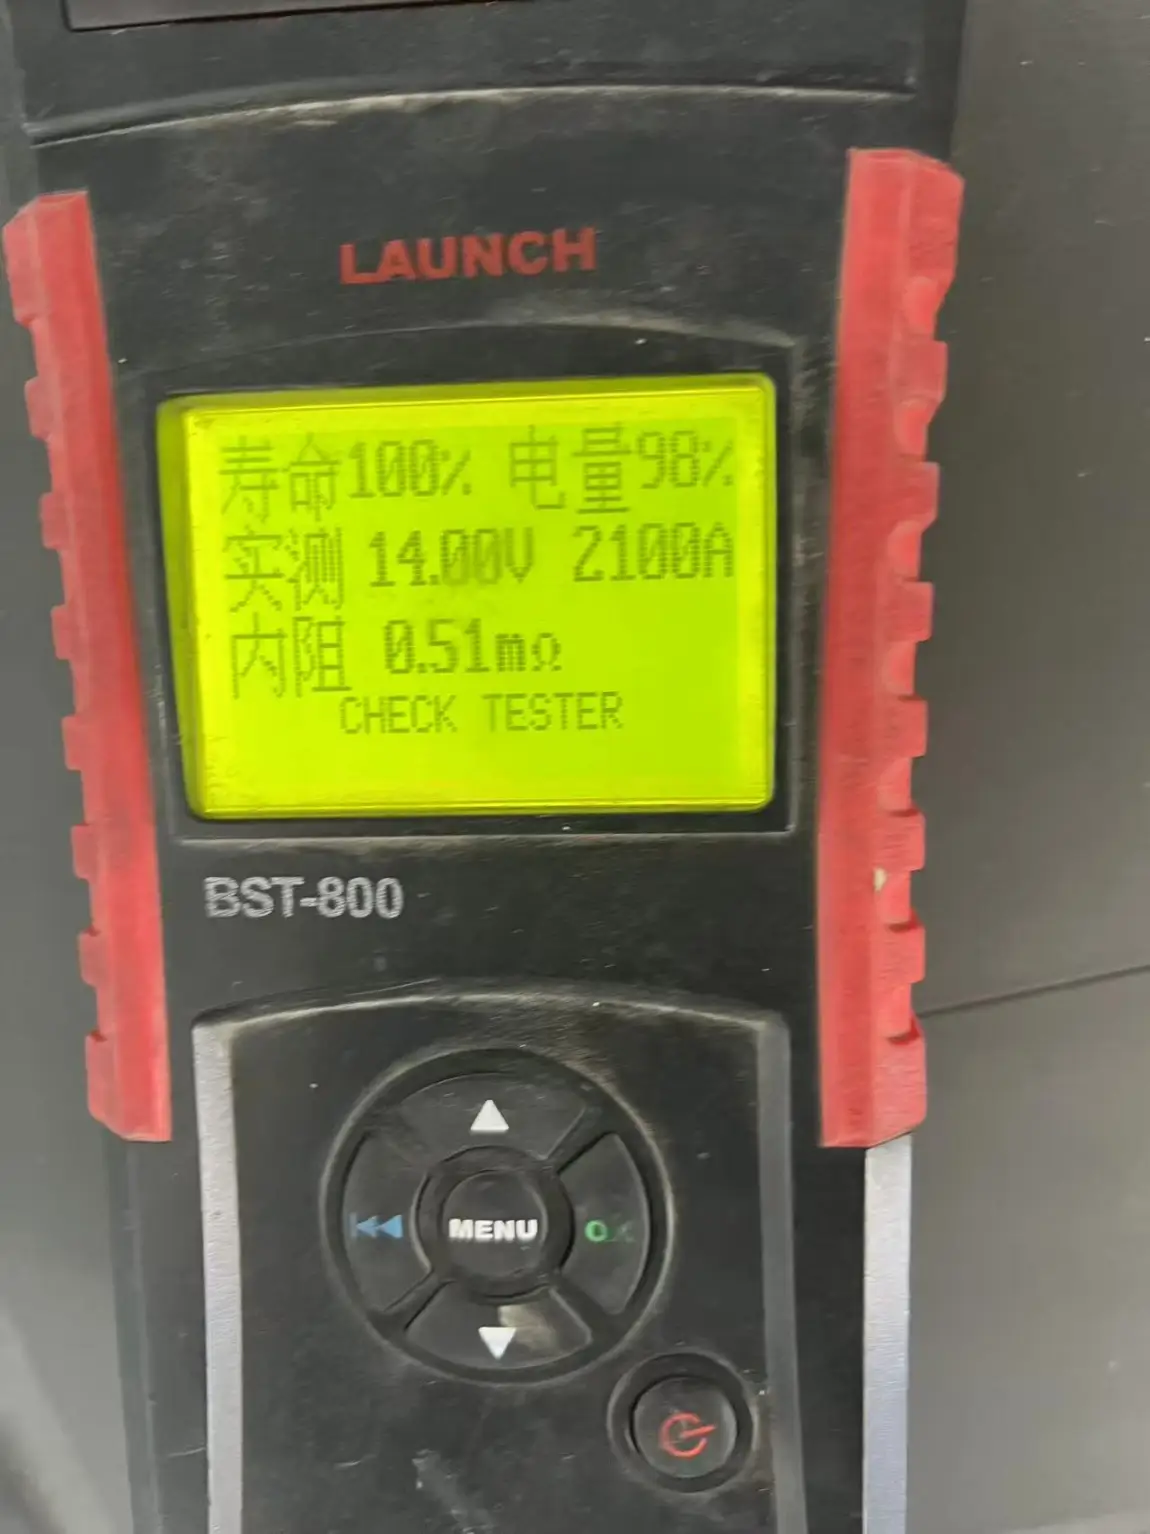 LAUNCH
寿命100% 电量98%
实测 14.00V 2100A
内阻 0.51mΩ
CHECK TESTER
BST-800
MENU
OK